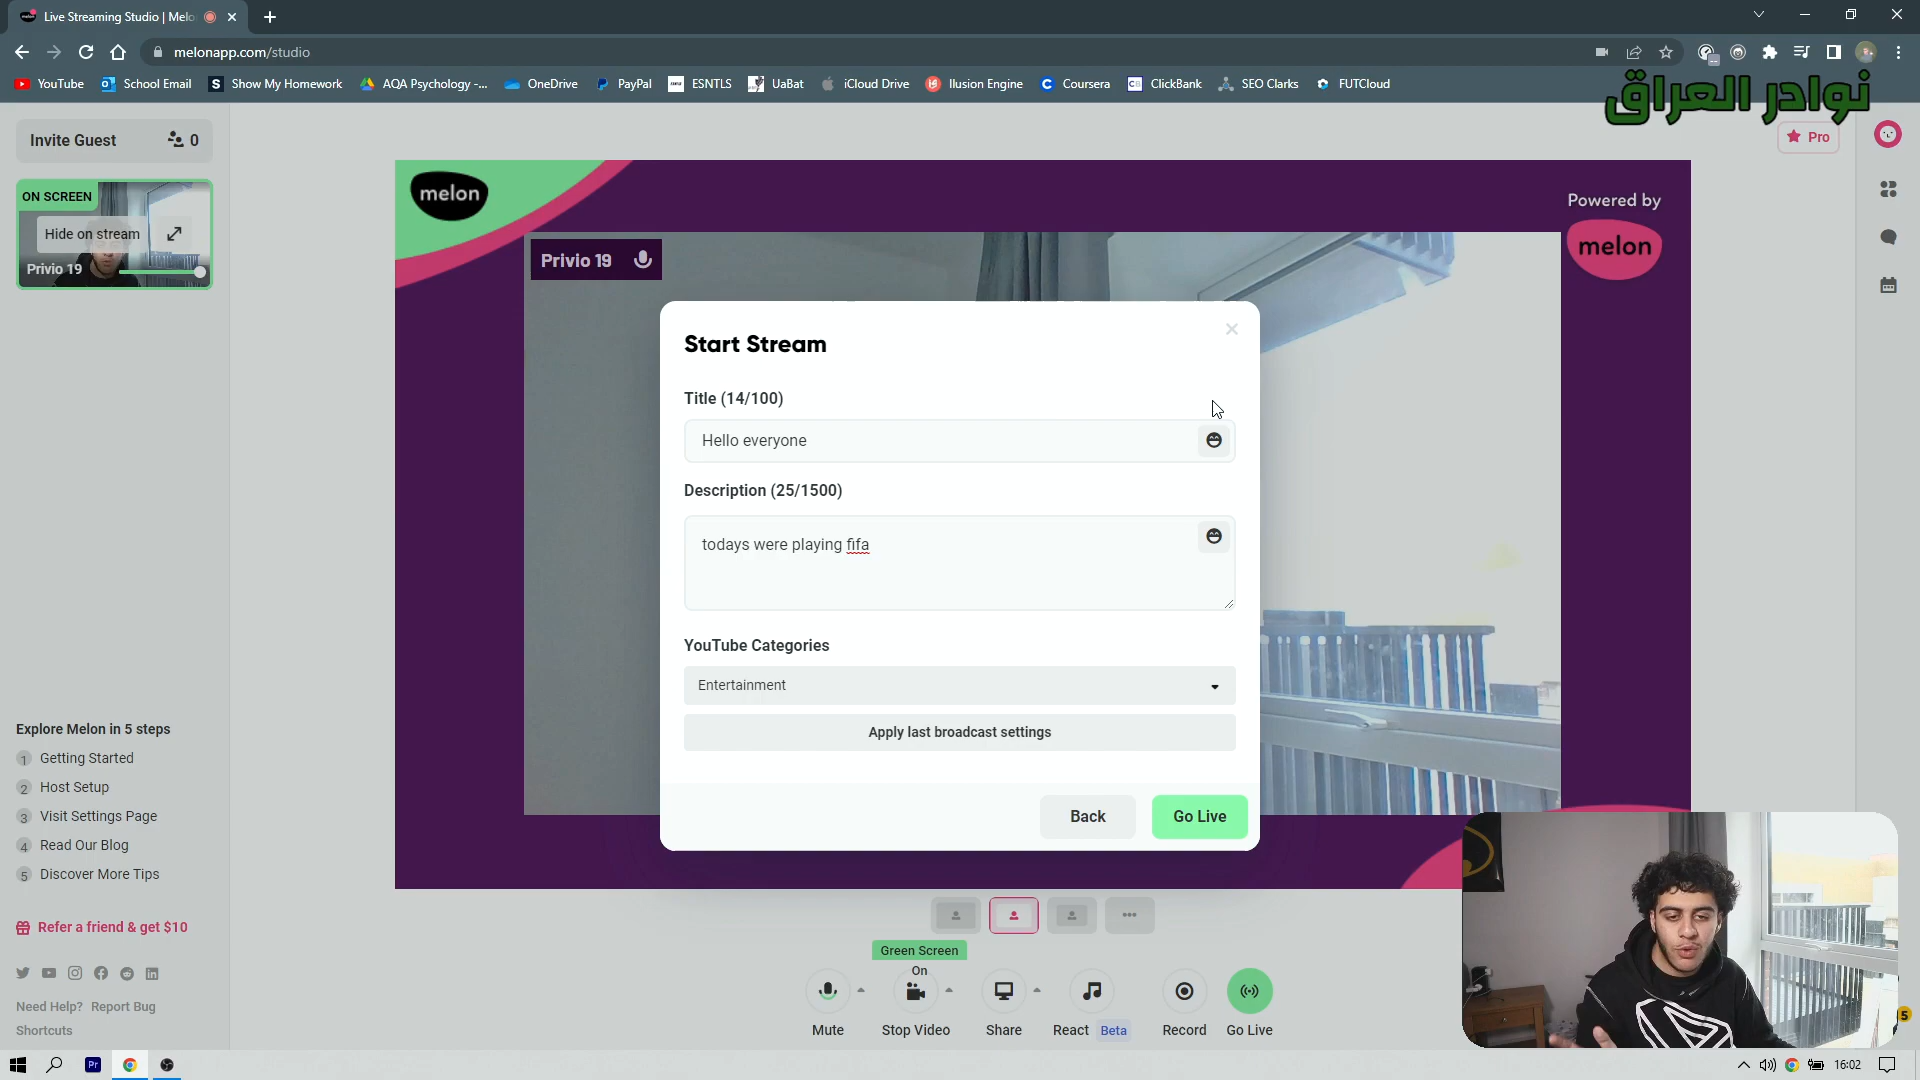 Live Streaming Studio | Melo
melonapp.com/studio
YouTube
School Email
S Show My Homework
AQA Psychology -...
OneDrive
PayPal
ESNTLS
UaBat
iCloud Drive
Ilusion Engine
Coursera
ClickBank
SEO Clarks
FUTCloud
نوادر العراق
Invite Guest
0
Pro
ON SCREEN
Hide on stream
Privio 19
melon
Powered by
melon
Privio 19
Start Stream
Title (14/100)
Hello everyone
Description (25/1500)
todays were playing fifa
YouTube Categories
Entertainment
Apply last broadcast settings
Back
Go Live
Explore Melon in 5 steps
1 Getting Started
2 Host Setup
3 Visit Settings Page
4 Read Our Blog
5 Discover More Tips
Refer a friend & get $10
Need Help? Report Bug
Shortcuts
Green Screen
On
Mute
Stop Video
Share
React Beta
Record
Go Live
5
Pr
16:02